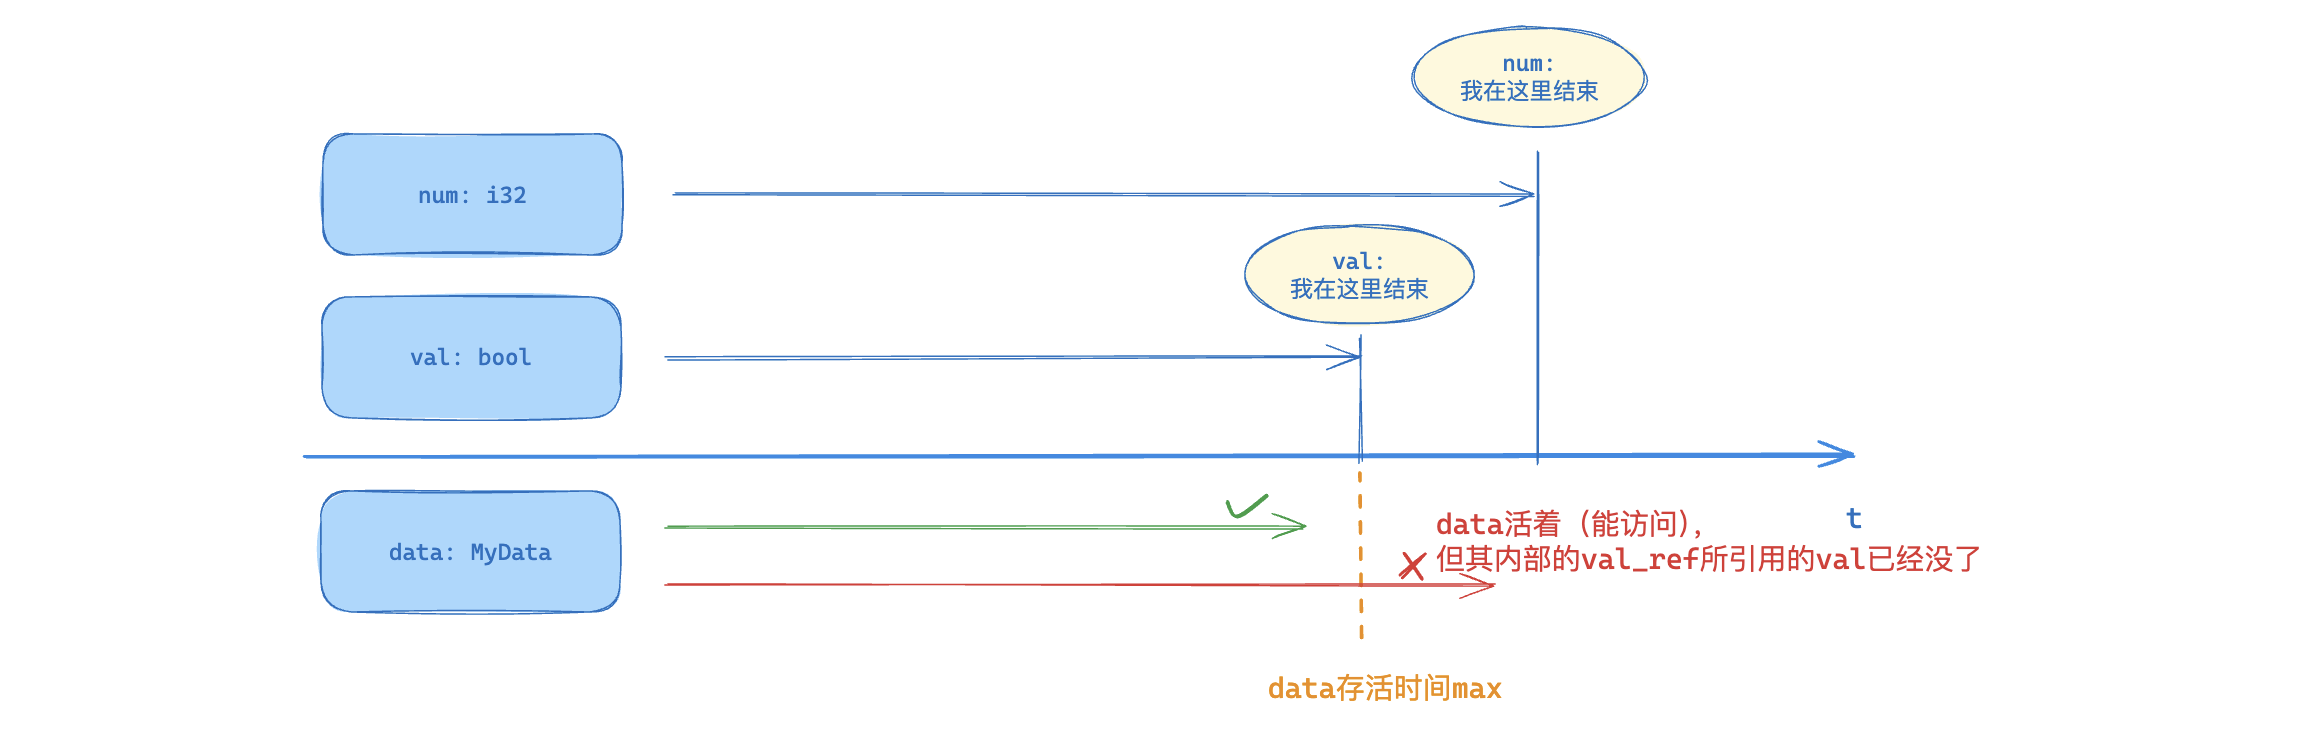 num:
我在这里结束
num: i32
val:
我在这里结束
val: bool
data: MyData
data活着（能访问），
但其内部的val_ref所引用的val已经没了
t
data存活时间max